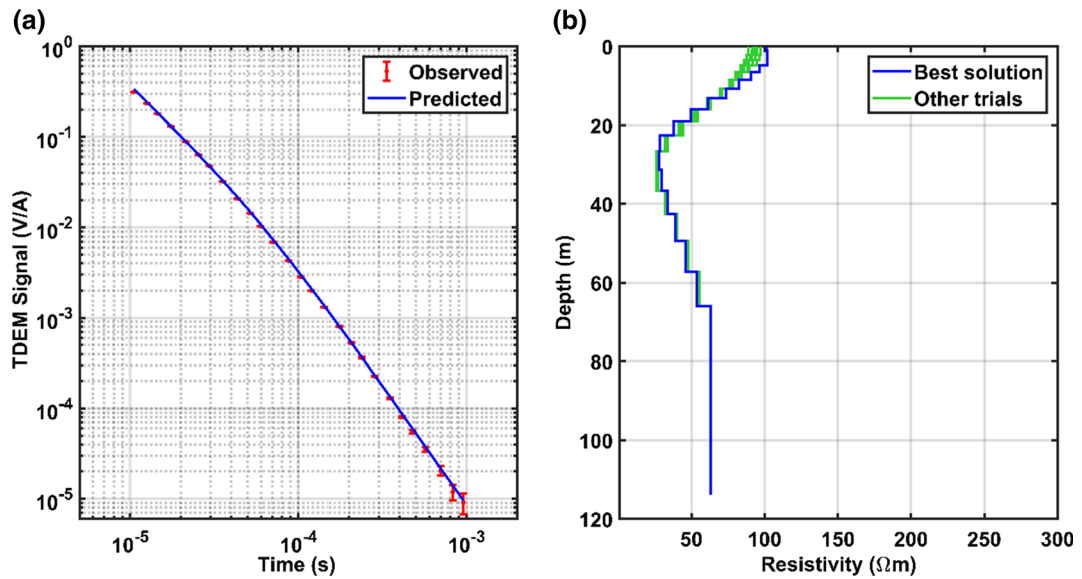 (a)
10^0
10^-1
10^-2
10^-3
10^-4
10^-5
TDEM Signal (V/A)
Observed
Predicted
10^-5
10^-4
10^-3
Time (s)
(b)
0
20
40
60
80
100
120
Depth (m)
Best solution
Other trials
50
100
150
200
250
300
Resistivity (Ωm)